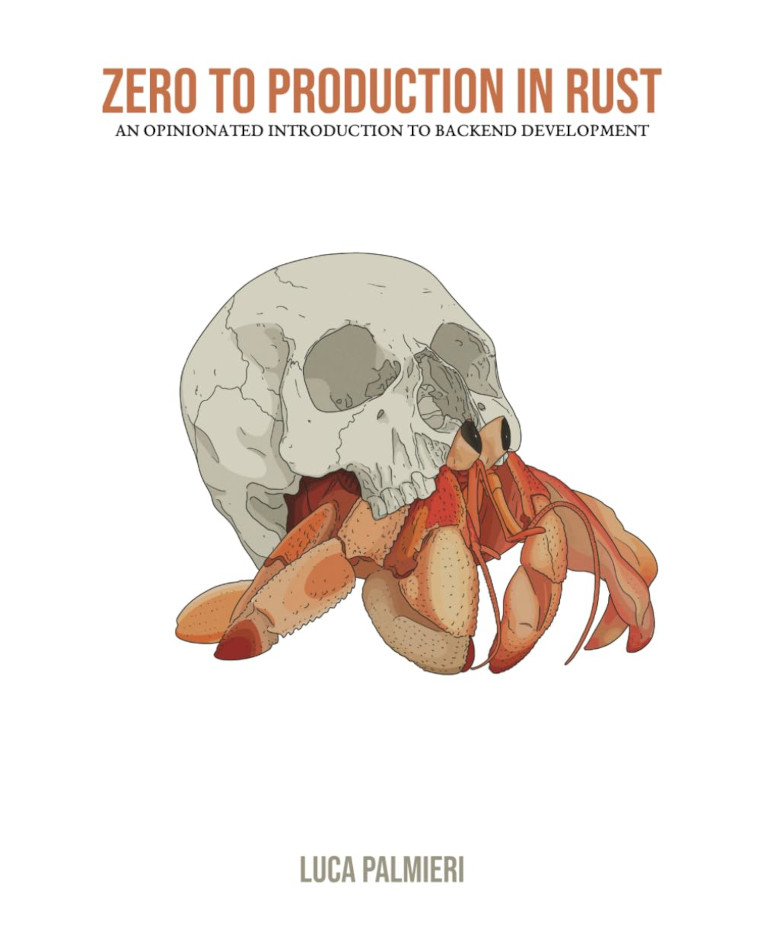 ZERO TO PRODUCTION IN RUST
AN OPINIONATED INTRODUCTION TO BACKEND DEVELOPMENT
LUCA PALMIERI